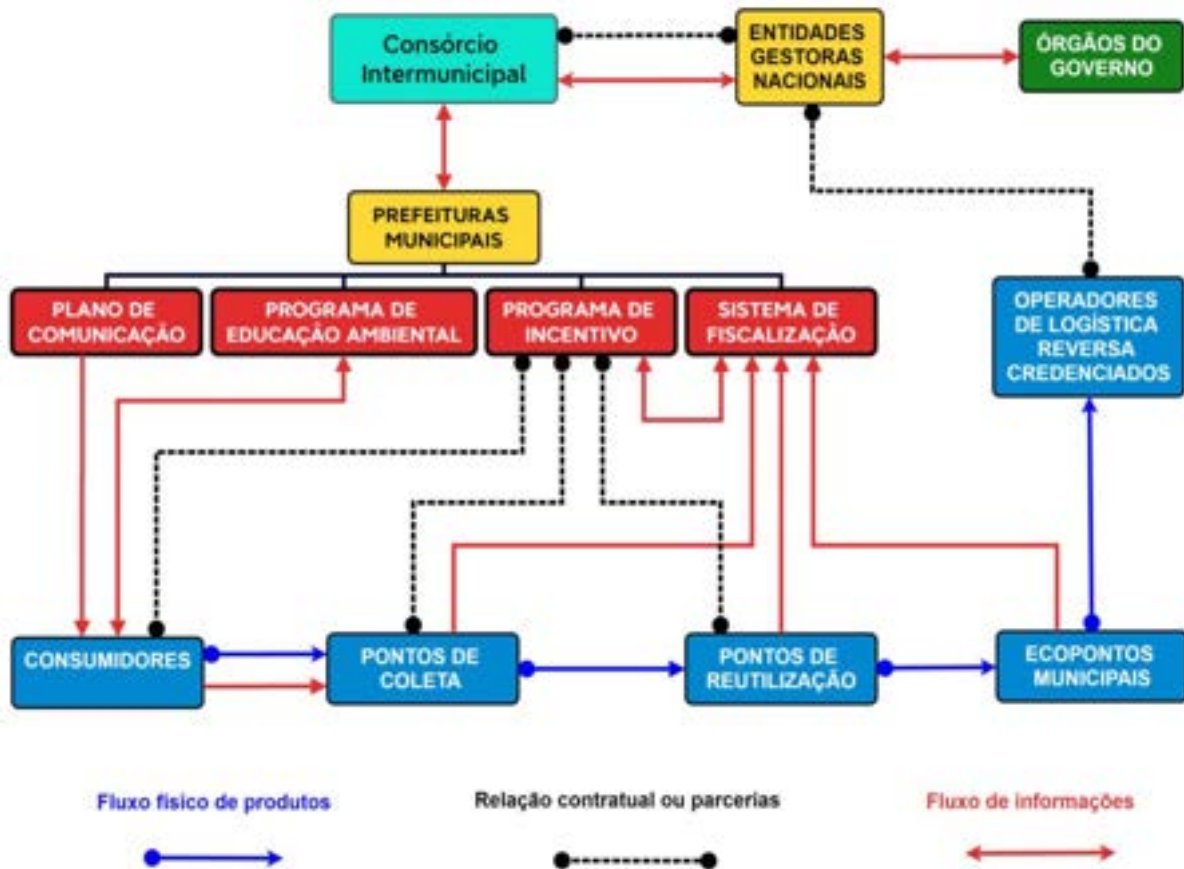 Consórcio
Intermunicipal
ENTIDADES
GESTORAS
NACIONAIS
ÓRGÃOS DO
GOVERNO
PREFEITURAS
MUNICIPAIS
PLANO DE
COMUNICAÇÃO
PROGRAMA DE
EDUCAÇÃO AMBIENTAL
PROGRAMA DE
INCENTIVO
SISTEMA DE
FISCALIZAÇÃO
OPERADORES
DE LOGÍSTICA
REVERSA
CREDENCIADOS
CONSUMIDORES
PONTOS DE
COLETA
PONTOS DE
REUTILIZAÇÃO
ECOPONTOS
MUNICIPAIS
Fluxo físico de produtos
Relação contratual ou parcerias
Fluxo de informações